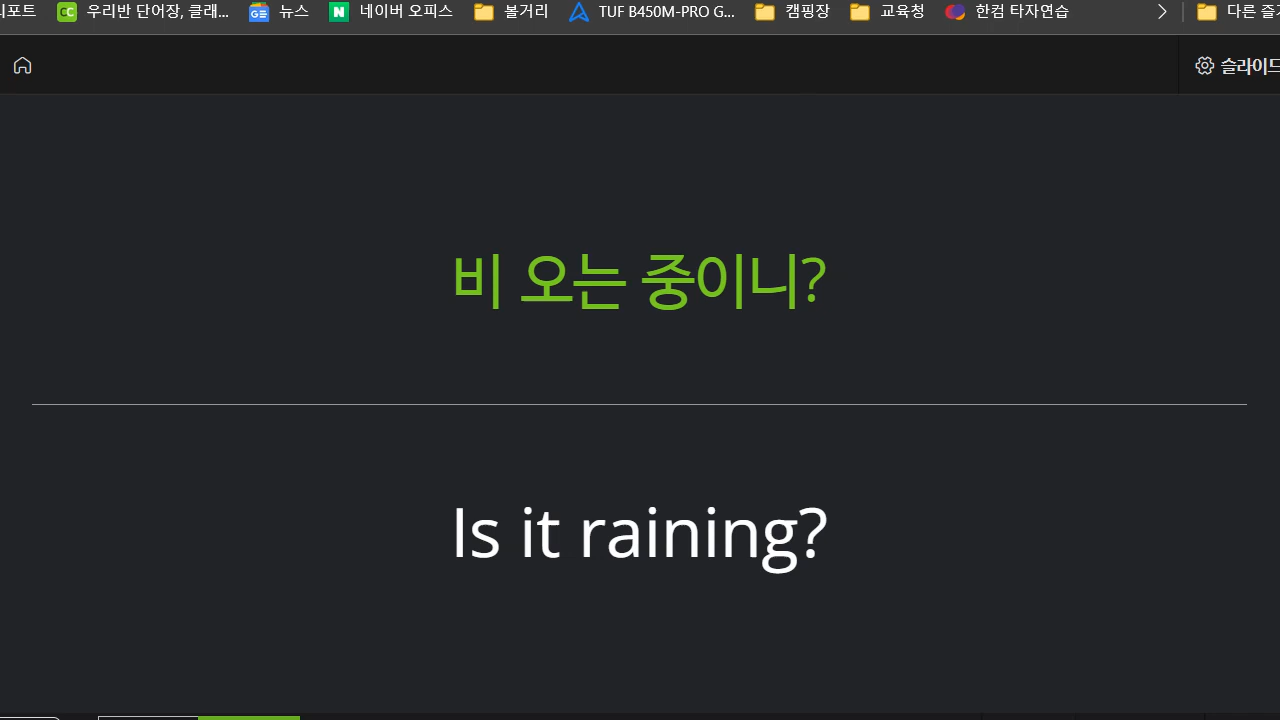 리포트 우리반 단어장, 클래... 뉴스 네이버 오피스 볼거리 TUF B450M-PRO G... 캠핑장 교육청 한컴 타자연습 다른 즐겨
슬라이드
비 오는 중이니?
Is it raining?